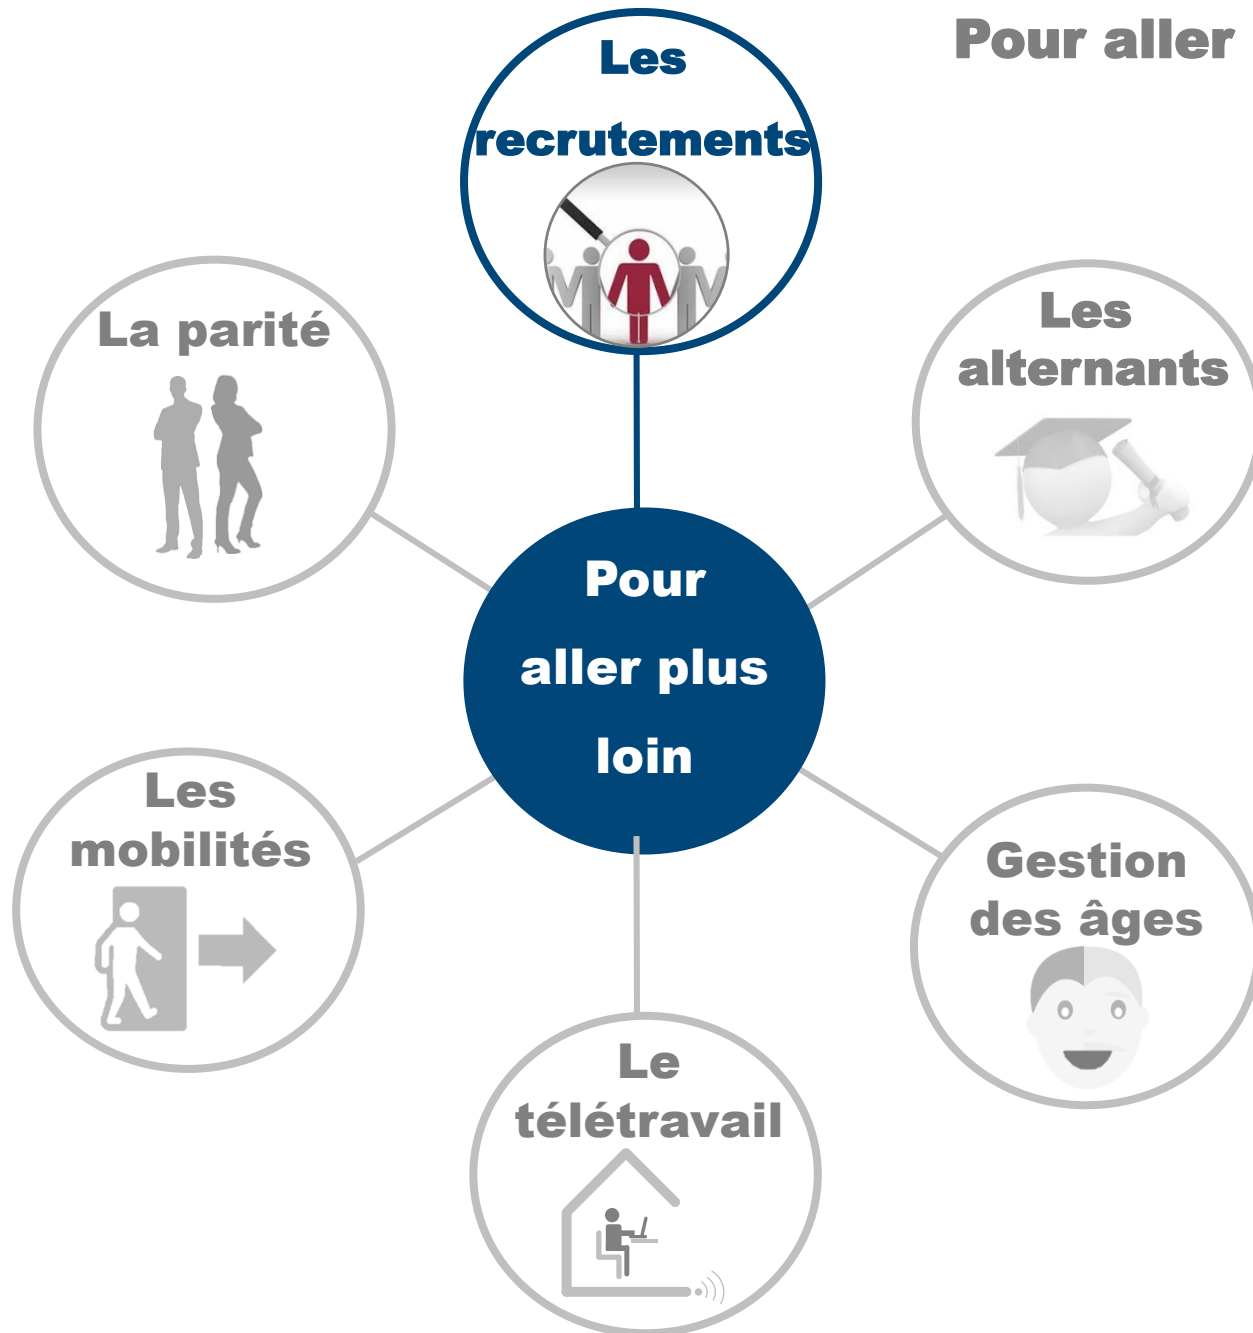 Pour aller
Les
recrutements
La parité
Les
alternants
Pour
aller plus
loin
Les
mobilités
Gestion
des âges
Le
télétravail